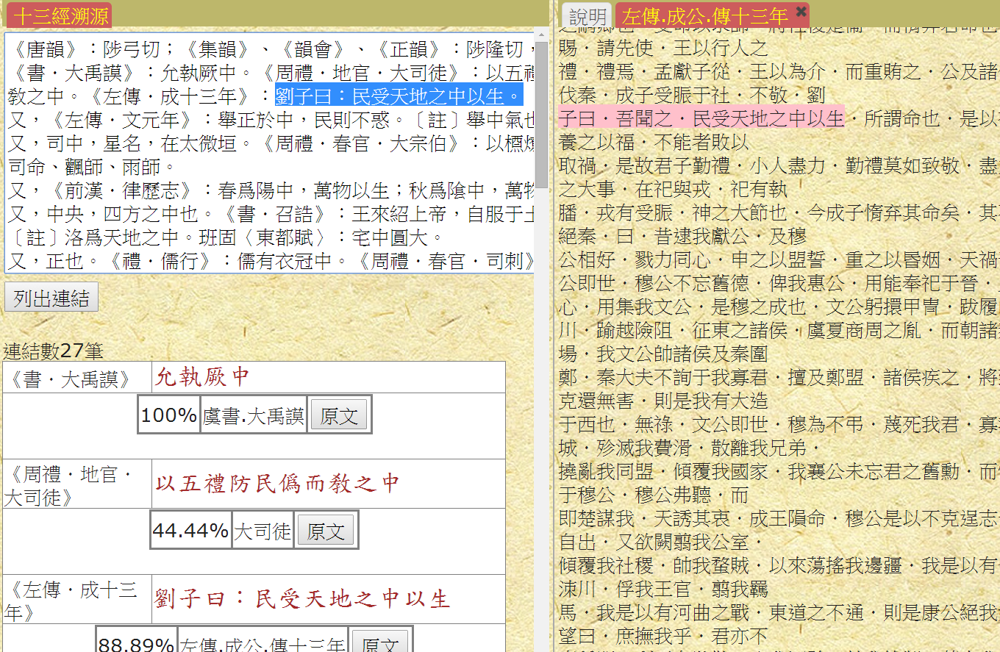 十三經溯源
《唐韻》：陟弓切；《集韻》、《韻會》、《正韻》：陟隆切，
《書．大禹謨》：允執厥中。《周禮．地官．大司徒》：以五禮
教之中。《左傳．成十三年》：劉子曰：民受天地之中以生。
又，《左傳．文元年》：舉正於中，民則不惑。〔註〕舉中氣也
又，司中，星名，在太微垣。《周禮．春官．大宗伯》：以槱燎
司命、飌師、雨師。
又，《前漢．律歷志》：春爲陽中，萬物以生；秋爲陰中，萬物
又，中央，四方之中也。《書．召誥》：王來紹上帝，自服于土
〔註〕洛爲天地之中。班固〈東都賦〉：宅中圓大。
又，正也。《禮．儒行》：儒有衣冠中。《周禮．春官．司刺》
列出連結
連結數27筆
《書．大禹謨》 允執厥中
100% 虞書.大禹謨 原文
《周禮．地官．大司徒》 以五禮防民僞而教之中
44.44% 大司徒 原文
《左傳．成十三年》 劉子曰：民受天地之中以生
88.89% 左傳.成公.傳十三年 原文
說明 左傳.成公.傳十三年
賜．請先使．王以行人之
禮．禮焉．孟獻子從．王以為介．而重賄之．公及諸
伐秦．成子受脤于社．不敬．劉
子曰．吾聞之．民受天地之中以生．所謂命也．是以
養之以福．不能者敗以
取禍．是故君子勤禮．小人盡力．勤禮莫如致敬．盡
之大事．在祀與戎．祀有執
膰．戎有受脤．神之大節也．今成子惰弃其命矣．其
絕秦．曰．昔逮我獻公．及穆
公相好．戮力同心．申之以盟誓．重之以昬姻．天禍
公即世．穆公不忘舊德．俾我惠公．用能奉祀于晉．
心．用集我文公．是穆之成也．文公躬擐甲冑．跋履
川．踰越險阻．征東之諸侯．虞夏商周之胤．而朝諸
場．我文公帥諸侯及秦圍
鄭．秦大夫不詢于我寡君．擅及鄭盟．諸侯疾之．將
克還無害．則是我有大造
于西也．無祿．文公即世．穆為不弔．蔑死我君．寡
城．殄滅我費滑．散離我兄弟．
撓亂我同盟．傾覆我國家．我襄公未忘君之舊勳．而
于穆公．穆公弗聽．而
即楚謀我．天誘其衷．成王隕命．穆公是以不克逞志
自出．又欲闕翦我公室．
傾覆我社稷．帥我蝥賊．以來蕩搖我邊疆．我是以有
涑川．俘我王官．翦我羈
馬．我是以有河曲之戰．東道之不通．則是康公絕我
望曰．庶撫我乎．君亦不